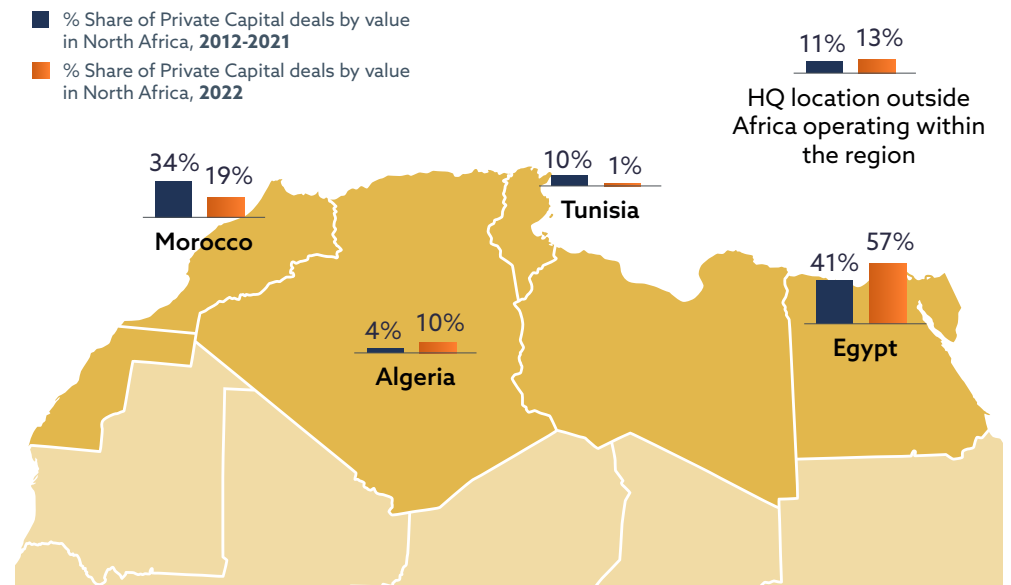 % Share of Private Capital deals by value
in North Africa, 2012-2021
% Share of Private Capital deals by value
in North Africa, 2022
11% 13%
HQ location outside
Africa operating within
the region
34% 19%
Morocco
10% 1%
Tunisia
41% 57%
Egypt
4% 10%
Algeria